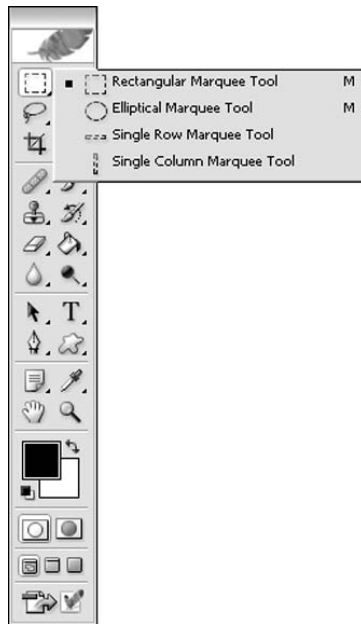 Rectangular Marquee Tool M
Elliptical Marquee Tool M
Single Row Marquee Tool
Single Column Marquee Tool
T